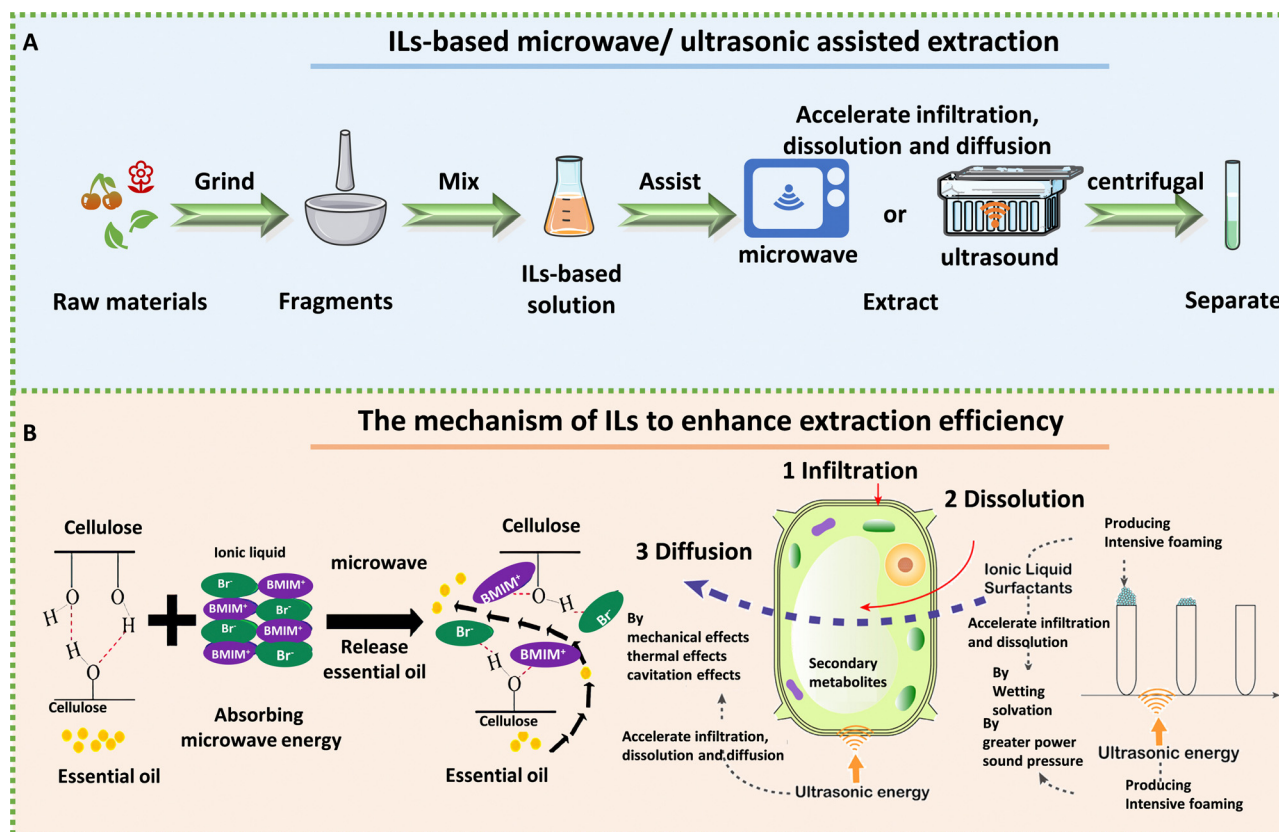 A
ILs-based microwave/ ultrasonic assisted extraction
Accelerate infiltration,
dissolution and diffusion
Grind
Mix
Assist
centrifugal
or
microwave
ultrasound
ILs-based
solution
Raw materials
Fragments
Extract
Separate
B
The mechanism of ILs to enhance extraction efficiency
Cellulose
O
O
H
H
H
O
Cellulose
Essential oil
Ionic liquid
Br-
BMIM+
BMIM+
Br-
Br-
BMIM+
BMIM+
Br-
Absorbing
microwave energy
microwave
Release
essential oil
Cellulose
BMIM+
O
H
Br-
Br-
H
BMIM+
O
Cellulose
Essential oil
1 Infiltration
2 Dissolution
3 Diffusion
By
mechanical effects
thermal effects
cavitation effects
Secondary
metabolites
Accelerate infiltration,
dissolution and diffusion
Ultrasonic energy
Producing
Intensive foaming
Ionic Liquid
Surfactants
Accelerate infiltration
and dissolution
By
Wetting
solvation
By
greater power
sound pressure
Ultrasonic energy
Producing
Intensive foaming